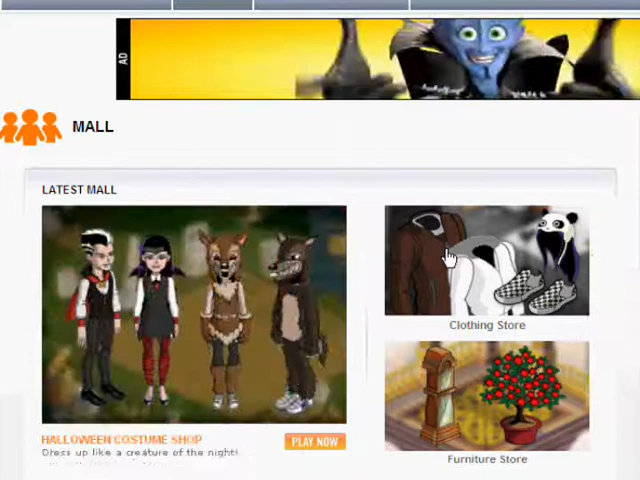 AD
MALL
LATEST MALL
Clothing Store
HALLOWEEN COSTUME SHOP
PLAY NOW
Dress up like a creature of the night!
Furniture Store